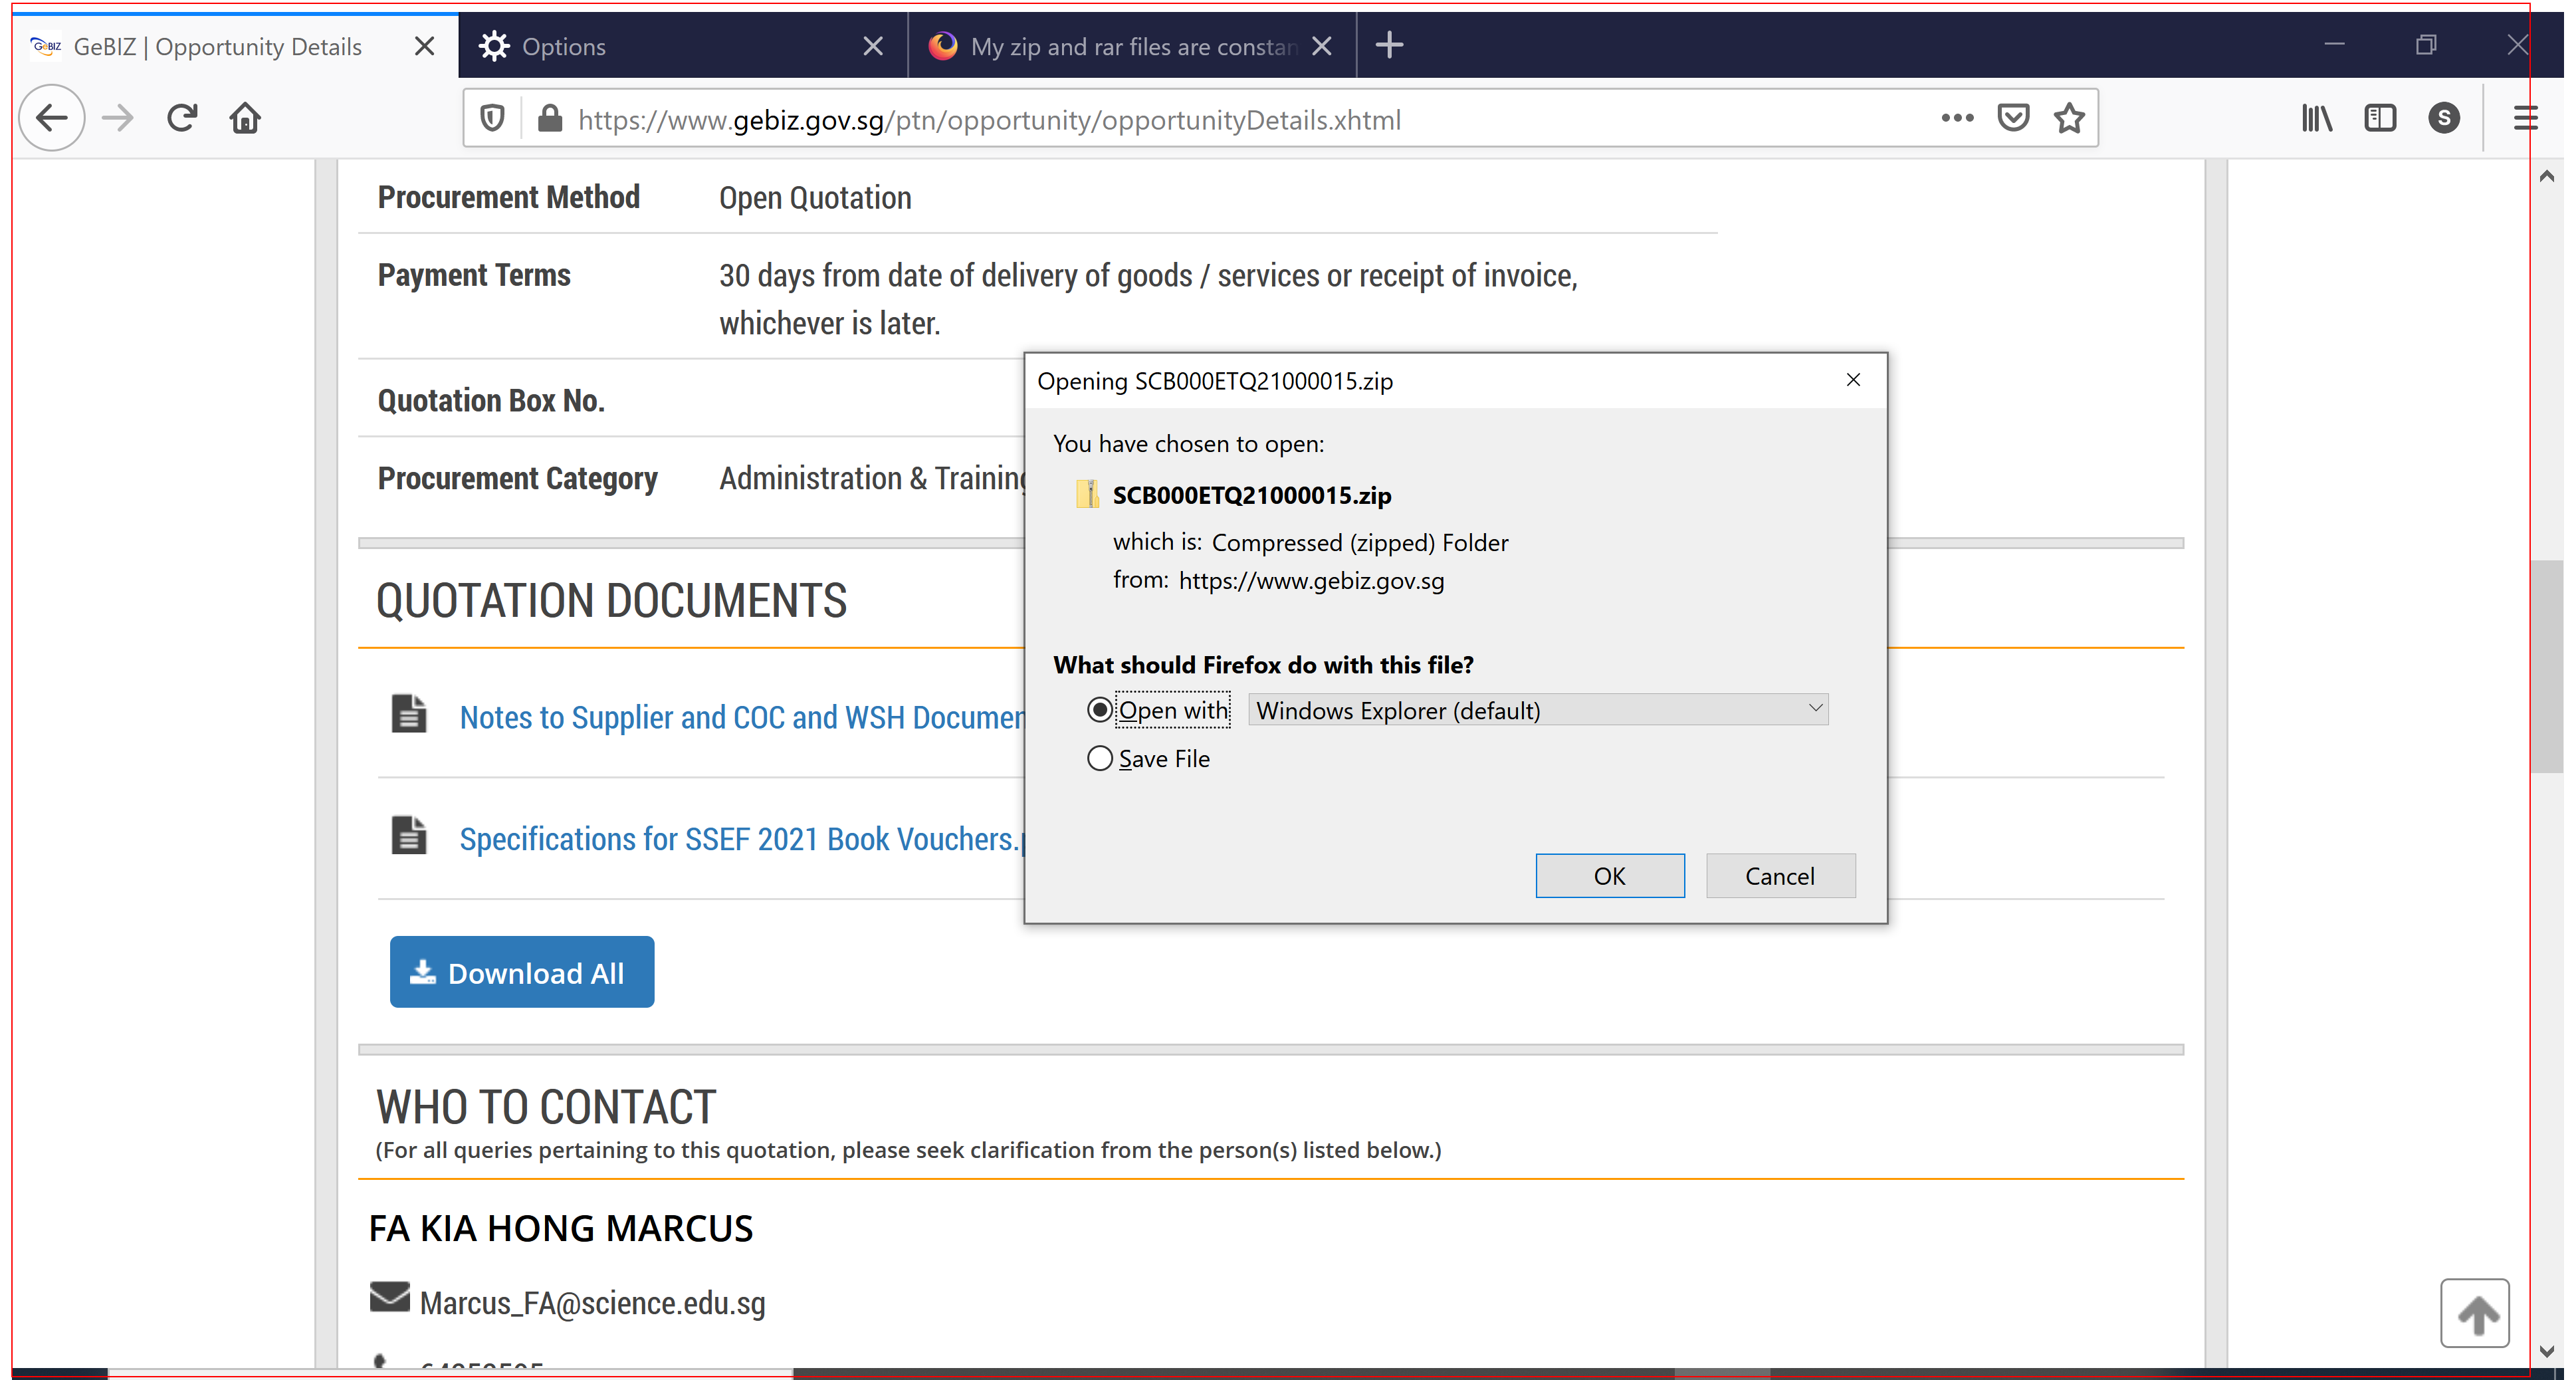 GeBIZ | Opportunity Details
Options
My zip and rar files are constan
https://www.gebiz.gov.sg/ptn/opportunity/opportunityDetails.xhtml
S
Procurement Method
Open Quotation
Payment Terms
30 days from date of delivery of goods / services or receipt of invoice,
whichever is later.
Quotation Box No.
Procurement Category
Administration & Training
QUOTATION DOCUMENTS
Notes to Supplier and COC and WSH Documen
Specifications for SSEF 2021 Book Vouchers.p
Download All
Opening SCB000ETQ21000015.zip
You have chosen to open:
SCB000ETQ21000015.zip
which is: Compressed (zipped) Folder
from: https://www.gebiz.gov.sg
What should Firefox do with this file?
Open with
Windows Explorer (default)
Save File
OK
Cancel
WHO TO CONTACT
(For all queries pertaining to this quotation, please seek clarification from the person(s) listed below.)
FA KIA HONG MARCUS
Marcus_FA@science.edu.sg